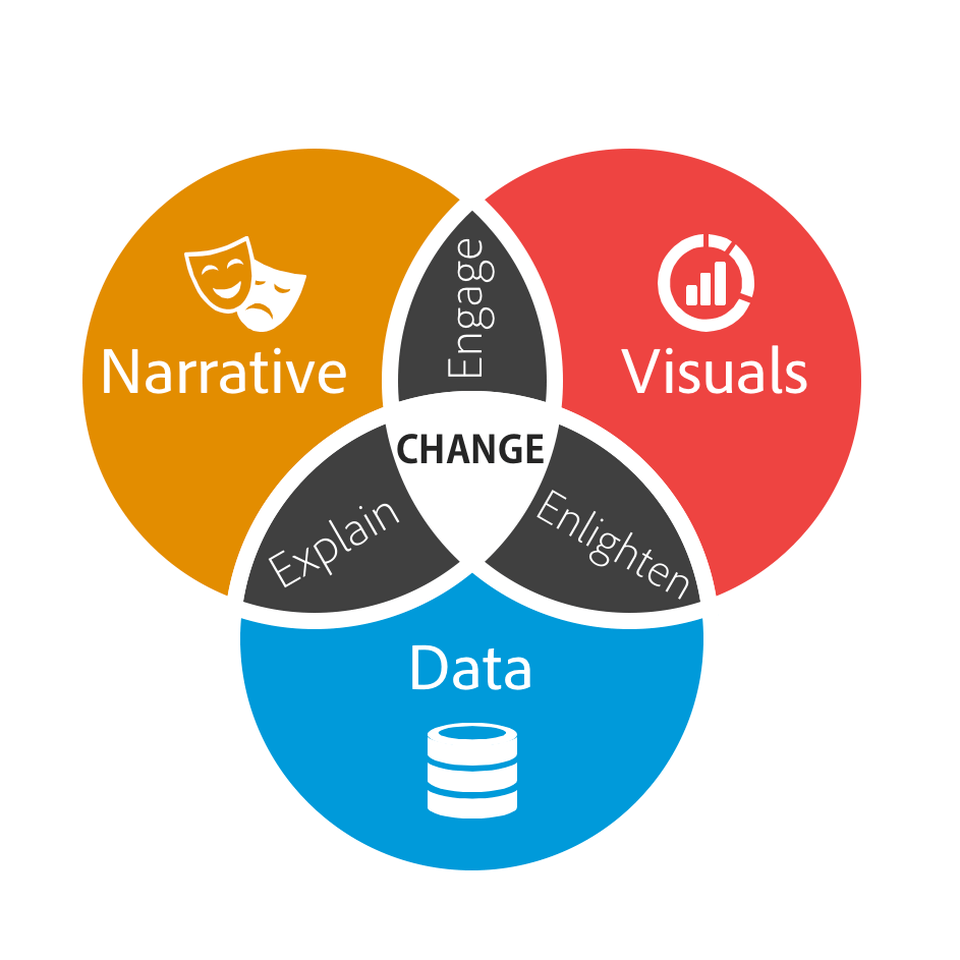 Engage
Narrative
Visuals
CHANGE
Explain
Enlighten
Data